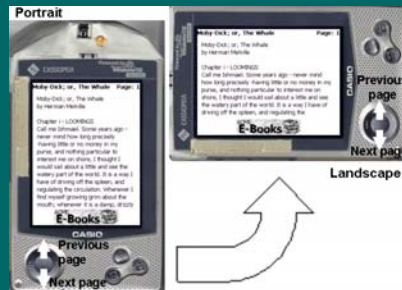 Portrait
CASSIOPEIA
Moby-Dick; or, The Whale Page: 1
Moby-Dick; or, The Whale
by Herman Melville
Chapter i - LOOMINGS
Call me Ishmael. Some years ago -
never mind how long precisely
-having little or no money in my
purse, and nothing particular to
interest me on shore, I thought I
would sail about a little and see the
watery part of the world. It is a way I
have of driving off the spleen, and
regulating the circulation. Whenever I
find myself growing grim about the
mouth; whenever it is a damp, drizzly
E-Books
CASIO
Previous
page
Next page
CASSIOPEIA
Moby-Dick; or, The Whale Page: 1
Moby-Dick; or, The Whale
by Herman Melville
Chapter i - LOOMINGS
Call me Ishmael. Some years ago - never mind
how long precisely -having little or no money in my
purse, and nothing particular to interest me on
shore, I thought I would sail about a little and see
the watery part of the world. It is a way I have of
driving off the spleen, and regulating the
E-Books
CASIO
Previous
page
Next page
Landscape